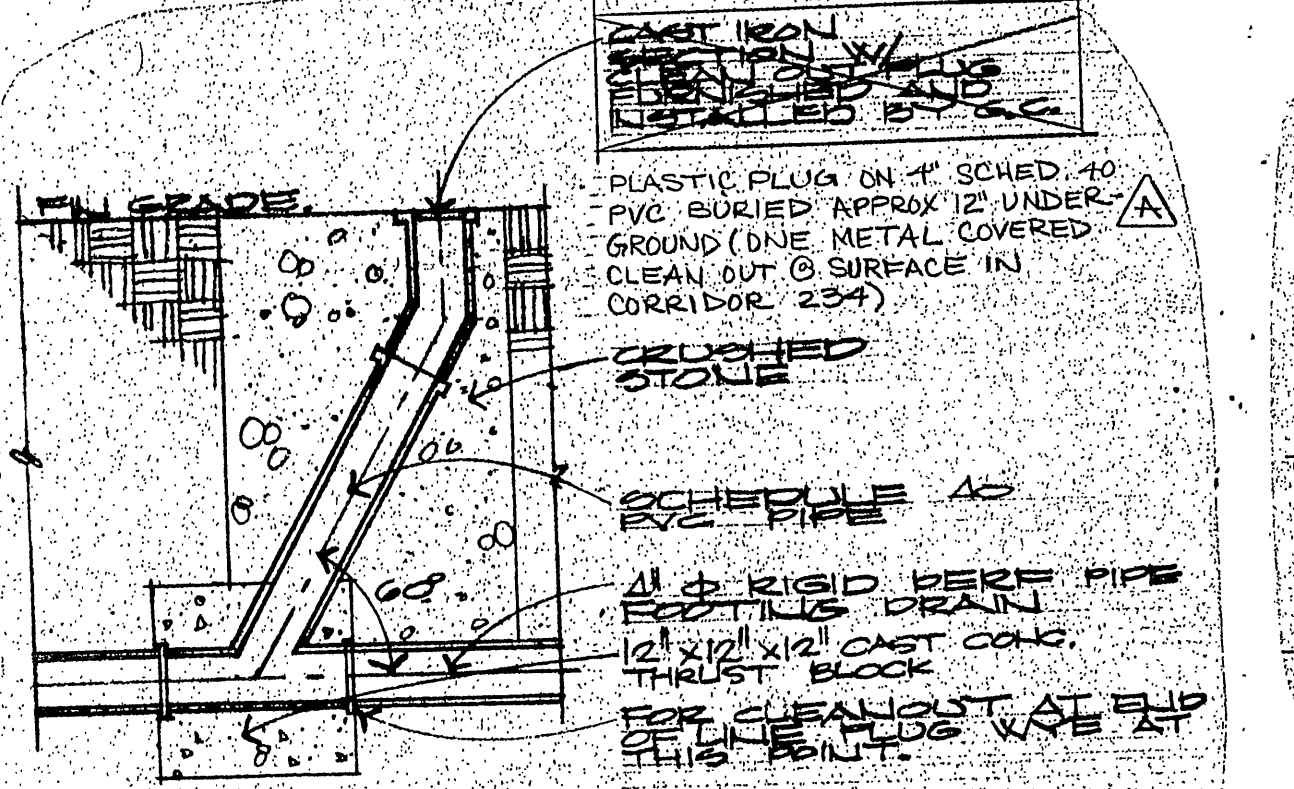 CAST IRON
SECTION W/
CLEAN OUT PLUG
FURNISHED AND
INSTALLED BY G.C.
PLASTIC PLUG ON 4" SCHED. 40
PVC BURIED APPROX 12" UNDER-
GROUND (ONE METAL COVERED
CLEAN OUT @ SURFACE IN
CORRIDOR 234)
A
FIN GRADE.
CRUSHED
STONE
SCHEDULE 40
PVC PIPE
60°
4" Φ RIGID PERF PIPE
FOOTING DRAIN
12" x 12" x 12" CAST CONC.
THRUST BLOCK
FOR CLEANOUT AT END
OF LINE PLUG WYE AT
THIS POINT.